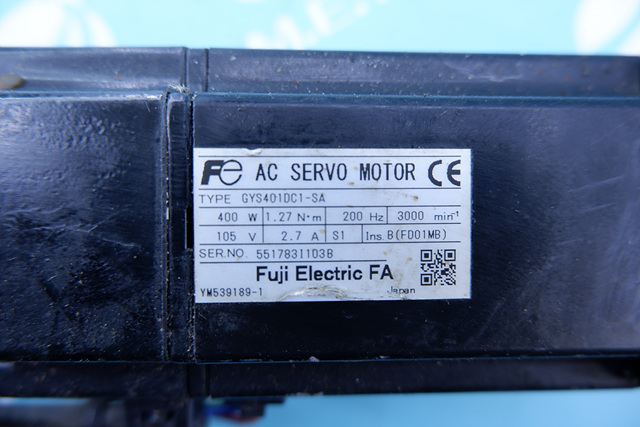 Fe AC SERVO MOTOR CE
TYPE GYS401DC1-SA
400 W 1.27 N·m 200 Hz 3000 min⁻¹
105 V 2.7 A S1 Ins. B(FD01MB)
SER.NO. 551783I103B
Fuji Electric FA
YM539189-1 Japan